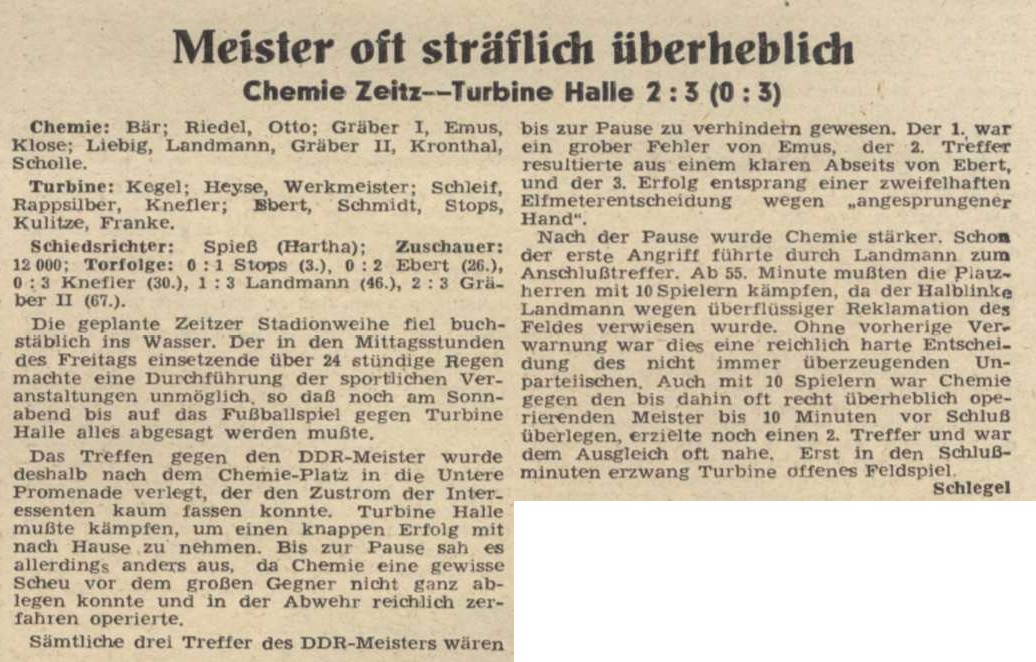 Meister oft sträflich überheblich
Chemie Zeitz--Turbine Halle 2 : 3 (0 : 3)
Chemie: Bär; Riedel, Otto; Gräber I, Emus,
Klose; Liebig, Landmann, Gräber II, Kronthal,
Scholle.
Turbine: Kegel; Heyse, Werkmeister; Schleif,
Rappsilber, Knefler; Ebert, Schmidt, Stops,
Kulitze, Franke.
Schiedsrichter: Spieß (Hartha); Zuschauer:
12 000; Torfolge: 0 : 1 Stops (3.), 0 : 2 Ebert (26.),
0 : 3 Knefler (30.), 1 : 3 Landmann (46.), 2 : 3 Grä-
ber II (67.).
Die geplante Zeitzer Stadionweihe fiel buch-
stäblich ins Wasser. Der in den Mittagsstunden
des Freitags einsetzende über 24 stündige Regen
machte eine Durchführung der sportlichen Ver-
anstaltungen unmöglich, so daß noch am Sonn-
abend bis auf das Fußballspiel gegen Turbine
Halle alles abgesagt werden mußte.
Das Treffen gegen den DDR-Meister wurde
deshalb nach dem Chemie-Platz in die Untere
Promenade verlegt, der den Zustrom der Inter-
essenten kaum fassen konnte. Turbine Halle
mußte kämpfen, um einen knappen Erfolg mit
nach Hause zu nehmen. Bis zur Pause sah es
allerdings anders aus, da Chemie eine gewisse
Scheu vor dem großen Gegner nicht ganz ab-
legen konnte und in der Abwehr reichlich zer-
fahren operierte.
Sämtliche drei Treffer des DDR-Meisters wären
bis zur Pause zu verhindern gewesen. Der 1. war
ein grober Fehler von Emus, der 2. Treffer
resultierte aus einem klaren Abseits von Ebert,
und der 3. Erfolg entsprang einer zweifelhaften
Elfmeterentscheidung wegen „angesprungener
Hand“.
Nach der Pause wurde Chemie stärker. Schon
der erste Angriff führte durch Landmann zum
Anschlußtreffer. Ab 55. Minute mußten die Platz-
herren mit 10 Spielern kämpfen, da der Halblinke
Landmann wegen überflüssiger Reklamation des
Feldes verwiesen wurde. Ohne vorherige Ver-
warnung war dies eine reichlich harte Entschei-
dung des nicht immer überzeugenden Un-
parteiischen. Auch mit 10 Spielern war Chemie
gegen den bis dahin oft recht überheblich ope-
rierenden Meister bis 10 Minuten vor Schluß
überlegen, erzielte noch einen 2. Treffer und war
dem Ausgleich oft nahe. Erst in den Schluß-
minuten erzwang Turbine offenes Feldspiel.
Schlegel